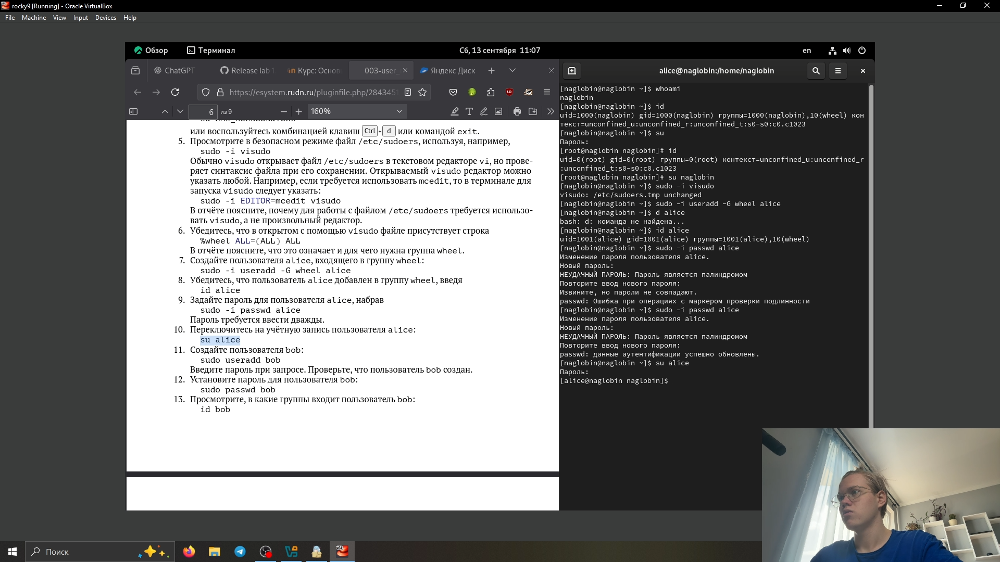 rocky9 [Running] - Oracle VirtualBox
File Machine View Input Devices Help
Обзор Терминал Сб, 13 сентября 11:07 en
ChatGPT Release lab 1 Курс: Основ 003-user_ Яндекс Диск
https://esystem.rudn.ru/pluginfile.php/2843451
6 из 9 160%
или воспользуйтесь комбинацией клавиш Ctrl + d или командой exit.
5. Просмотрите в безопасном режиме файл /etc/sudoers, используя, например,
sudo -i visudo
Обычно visudo открывает файл /etc/sudoers в текстовом редакторе vi, но прове-
ряет синтаксис файла при его сохранении. Открываемый visudo редактор можно
указать любой. Например, если требуется использовать mcedit, то в терминале для
запуска visudo следует указать:
sudo -i EDITOR=mcedit visudo
В отчёте поясните, почему для работы с файлом /etc/sudoers требуется использо-
вать visudo, а не произвольный редактор.
6. Убедитесь, что в открытом с помощью visudo файле присутствует строка
%wheel ALL=(ALL) ALL
В отчёте поясните, что это означает и для чего нужна группа wheel.
7. Создайте пользователя alice, входящего в группу wheel:
sudo -i useradd -G wheel alice
8. Убедитесь, что пользователь alice добавлен в группу wheel, введя
id alice
9. Задайте пароль для пользователя alice, набрав
sudo -i passwd alice
Пароль требуется ввести дважды.
10. Переключитесь на учётную запись пользователя alice:
su alice
11. Создайте пользователя bob:
sudo useradd bob
Введите пароль при запросе. Проверьте, что пользователь bob создан.
12. Установите пароль для пользователя bob:
sudo passwd bob
13. Просмотрите, в какие группы входит пользователь bob:
id bob
alice@naglobin:/home/naglobin
[naglobin@naglobin ~]$ whoami
naglobin
[naglobin@naglobin ~]$ id
uid=1000(naglobin) gid=1000(naglobin) группы=1000(naglobin),10(wheel) кон
текст=unconfined_u:unconfined_r:unconfined_t:s0-s0:c0.c1023
[naglobin@naglobin ~]$ su
Пароль:
[root@naglobin naglobin]# id
uid=0(root) gid=0(root) группы=0(root) контекст=unconfined_u:unconfined_r
:unconfined_t:s0-s0:c0.c1023
[root@naglobin naglobin]# su naglobin
[naglobin@naglobin ~]$ sudo -i visudo
visudo: /etc/sudoers.tmp unchanged
[naglobin@naglobin ~]$ sudo -i useradd -G wheel alice
[naglobin@naglobin ~]$ d alice
bash: d: команда не найдена...
[naglobin@naglobin ~]$ id alice
uid=1001(alice) gid=1001(alice) группы=1001(alice),10(wheel)
[naglobin@naglobin ~]$ sudo -i passwd alice
Изменение пароля пользователя alice.
Новый пароль:
НЕУДАЧНЫЙ ПАРОЛЬ: Пароль является палиндромом
Повторите ввод нового пароля:
Извините, но пароли не совпадают.
passwd: Ошибка при операциях с маркером проверки подлинности
[naglobin@naglobin ~]$ sudo -i passwd alice
Изменение пароля пользователя alice.
Новый пароль:
НЕУДАЧНЫЙ ПАРОЛЬ: Пароль является палиндромом
Повторите ввод нового пароля:
passwd: данные аутентификации успешно обновлены.
[naglobin@naglobin ~]$ su alice
Пароль:
[alice@naglobin naglobin]$
Поиск